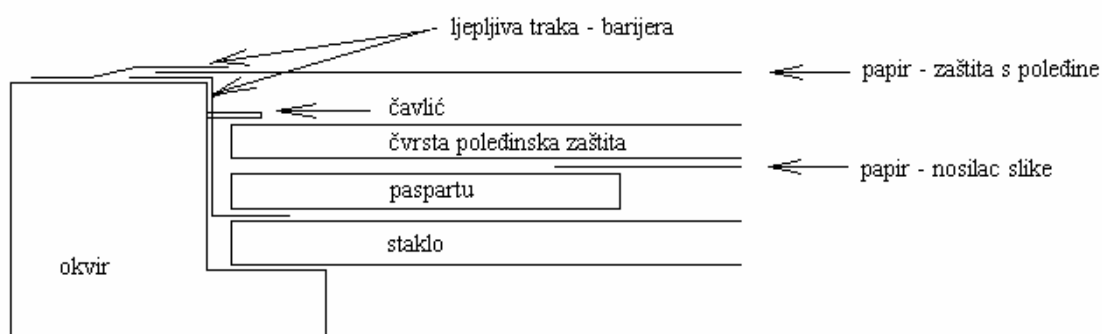 ljepljiva traka - barijera
papir - zaštita s poleđine
čavlić
čvrsta poleđinska zaštita
papir - nosilac slike
paspartu
staklo
okvir